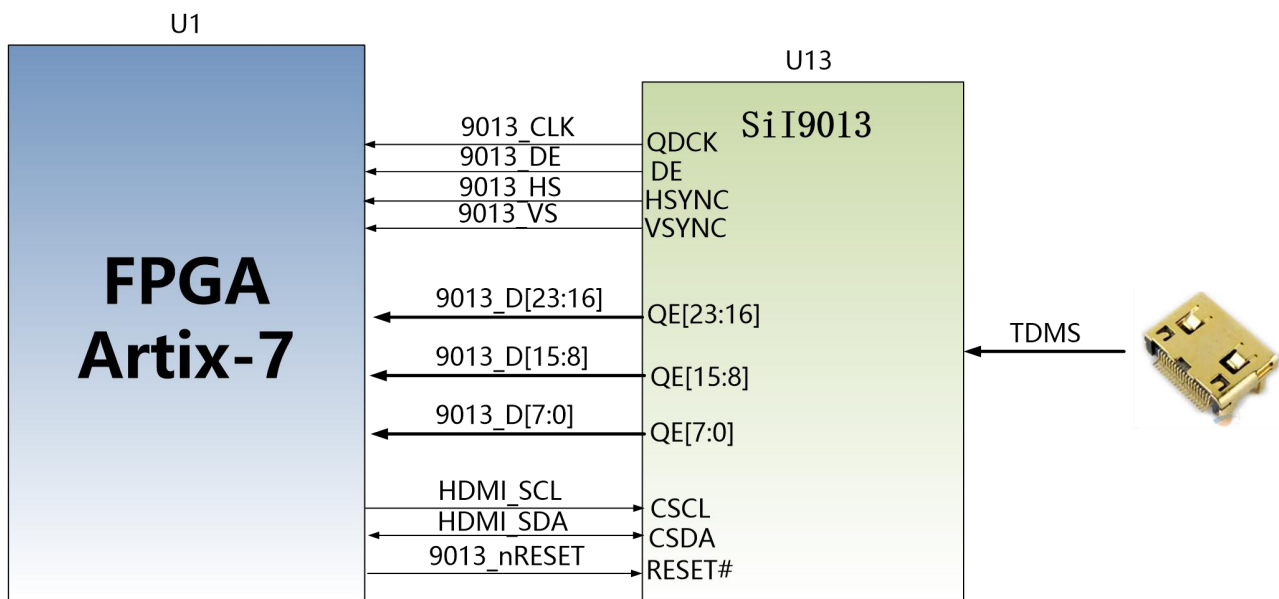 U1
U13
SiI9013
9013_CLK
QDCK
9013_DE
DE
9013_HS
HSYNC
9013_VS
VSYNC
FPGA
Artix-7
9013_D[23:16]
QE[23:16]
TDMS
9013_D[15:8]
QE[15:8]
9013_D[7:0]
QE[7:0]
HDMI_SCL
CSCL
HDMI_SDA
CSDA
9013_nRESET
RESET#